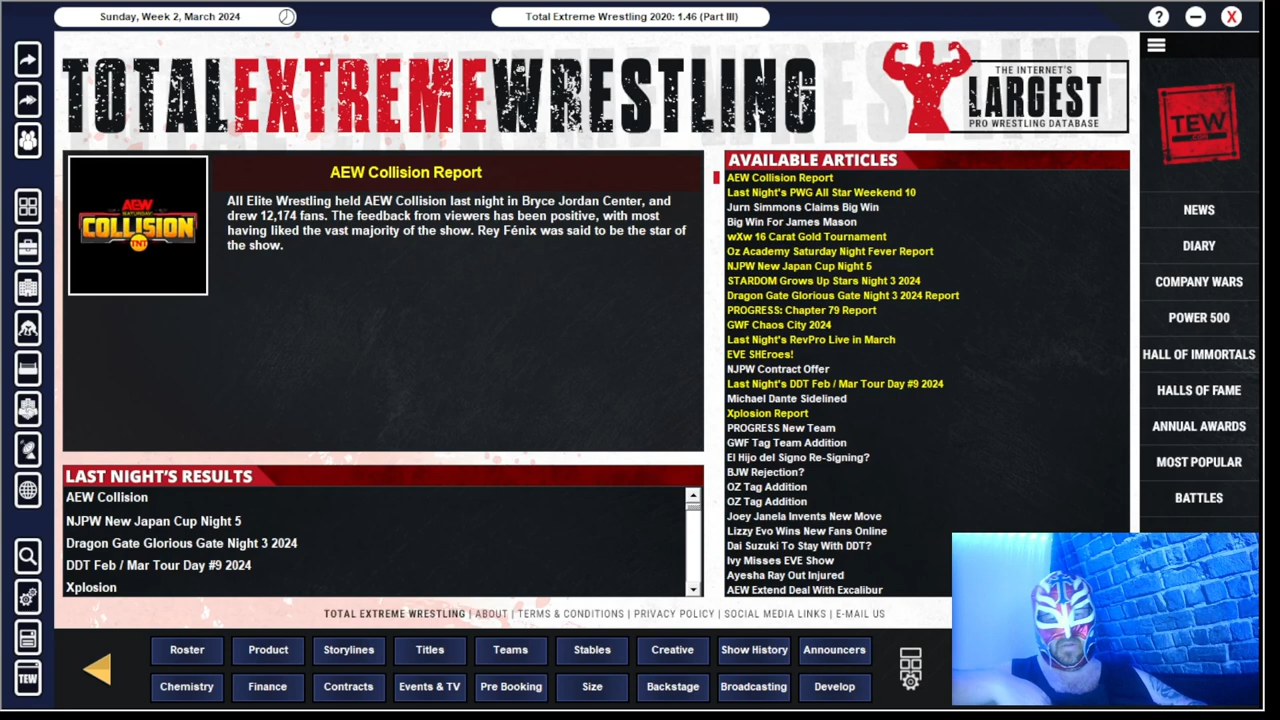 Sunday, Week 2, March 2024
Total Extreme Wrestling 2020: 1.46 (Part III)
?
X
TOTALEXTREMEWRESTLING
THE INTERNET'S
LARGEST
PRO WRESTLING DATABASE
TEW
.COM
AEW
SATURDAY
COLLISION
TNT
AEW Collision Report
All Elite Wrestling held AEW Collision last night in Bryce Jordan Center, and
drew 12,174 fans. The feedback from viewers has been positive, with most
having liked the vast majority of the show. Rey Fénix was said to be the star of
the show.
AVAILABLE ARTICLES
AEW Collision Report
Last Night's PWG All Star Weekend 10
Jurn Simmons Claims Big Win
Big Win For James Mason
wXw 16 Carat Gold Tournament
Oz Academy Saturday Night Fever Report
NJPW New Japan Cup Night 5
STARDOM Grows Up Stars Night 3 2024
Dragon Gate Glorious Gate Night 3 2024 Report
PROGRESS: Chapter 79 Report
GWF Chaos City 2024
Last Night's RevPro Live in March
EVE SHEroes!
NJPW Contract Offer
Last Night's DDT Feb / Mar Tour Day #9 2024
Michael Dante Sidelined
Xplosion Report
PROGRESS New Team
GWF Tag Team Addition
El Hijo del Signo Re-Signing?
BJW Rejection?
OZ Tag Addition
OZ Tag Addition
Joey Janela Invents New Move
Lizzy Evo Wins New Fans Online
Dai Suzuki To Stay With DDT?
Ivy Misses EVE Show
Ayesha Ray Out Injured
AEW Extend Deal With Excalibur
NEWS
DIARY
COMPANY WARS
POWER 500
HALL OF IMMORTALS
HALLS OF FAME
ANNUAL AWARDS
MOST POPULAR
BATTLES
LAST NIGHT'S RESULTS
AEW Collision
NJPW New Japan Cup Night 5
Dragon Gate Glorious Gate Night 3 2024
DDT Feb / Mar Tour Day #9 2024
Xplosion
TOTAL EXTREME WRESTLING | ABOUT | TERMS & CONDITIONS | PRIVACY POLICY | SOCIAL MEDIA LINKS | E-MAIL US
TEW
Roster
Product
Storylines
Titles
Teams
Stables
Creative
Show History
Announcers
Chemistry
Finance
Contracts
Events & TV
Pre Booking
Size
Backstage
Broadcasting
Develop